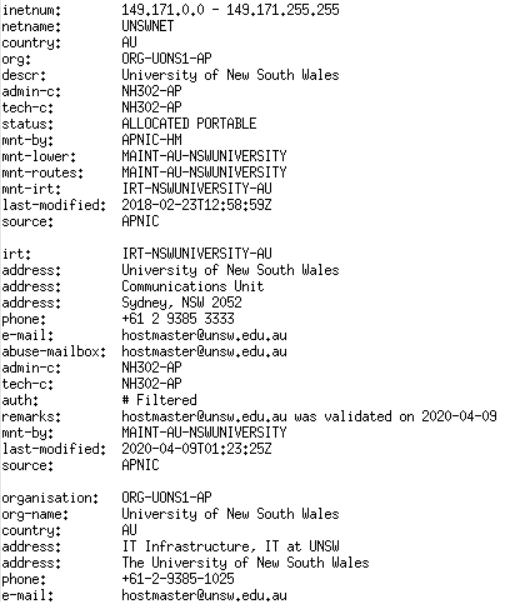 inetnum: 149.171.0.0 - 149.171.255.255
netname: UNSWNET
country: AU
org: ORG-UONS1-AP
descr: University of New South Wales
admin-c: NH302-AP
tech-c: NH302-AP
status: ALLOCATED PORTABLE
mnt-by: APNIC-HM
mnt-lower: MAINT-AU-NSWUNIVERSITY
mnt-routes: MAINT-AU-NSWUNIVERSITY
mnt-irt: IRT-NSWUNIVERSITY-AU
last-modified: 2018-02-23T12:58:59Z
source: APNIC

irt: IRT-NSWUNIVERSITY-AU
address: University of New South Wales
address: Communications Unit
address: Sydney, NSW 2052
phone: +61 2 9385 3333
e-mail: hostmaster@unsw.edu.au
abuse-mailbox: hostmaster@unsw.edu.au
admin-c: NH302-AP
tech-c: NH302-AP
auth: # Filtered
remarks: hostmaster@unsw.edu.au was validated on 2020-04-09
mnt-by: MAINT-AU-NSWUNIVERSITY
last-modified: 2020-04-09T01:23:25Z
source: APNIC

organisation: ORG-UONS1-AP
org-name: University of New South Wales
country: AU
address: IT Infrastructure, IT at UNSW
address: The University of New South Wales
phone: +61-2-9385-1025
e-mail: hostmaster@unsw.edu.au